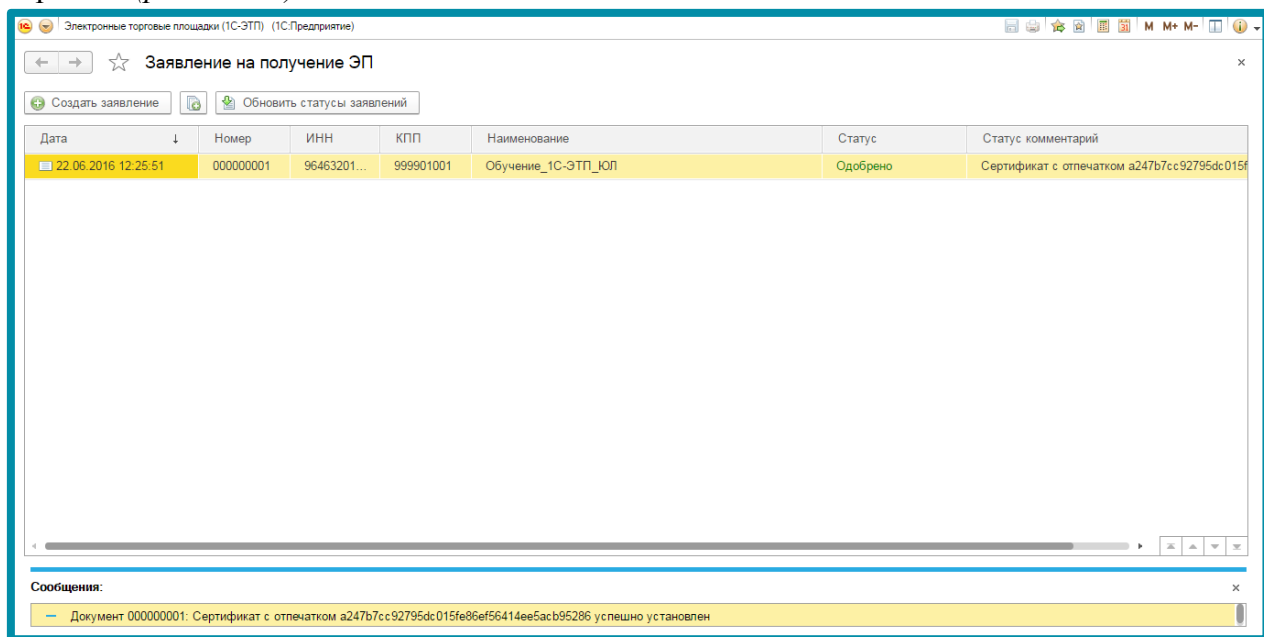 Электронные торговые площадки (1С-ЭТП) (1С:Предприятие) M M+ M-
Заявление на получение ЭП
Создать заявление Обновить статусы заявлений
Дата ↓ Номер ИНН КПП Наименование Статус Статус комментарий
22.06.2016 12:25:51 000000001 96463201... 999901001 Обучение_1С-ЭТП_ЮЛ Одобрено Сертификат с отпечатком a247b7cc92795dc015f
Сообщения:
Документ 000000001: Сертификат с отпечатком a247b7cc92795dc015fe86ef56414ee5acb95286 успешно установлен